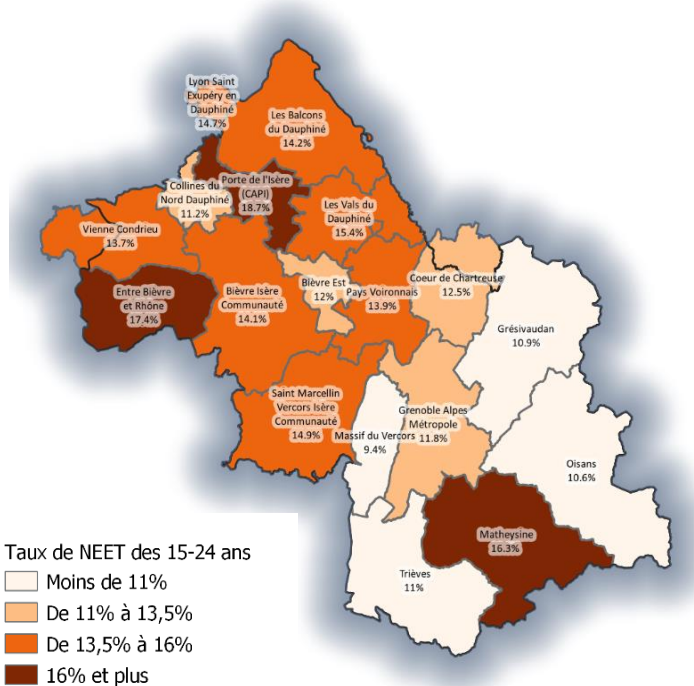 Lyon Saint
Exupéry en
Dauphiné
14.7%
Les Balcons
du Dauphiné
14.2%
Porte de l'Isère
(CAPI)
18.7%
Collines du
Nord Dauphiné
11.2%
Les Vals du
Dauphiné
15.4%
Vienne Condrieu
13.7%
Entre Bièvre
et Rhône
17.4%
Bièvre Isère
Communauté
14.1%
Bièvre Est
12%
Pays Voironnais
13.9%
Coeur de Chartreuse
12.5%
Grésivaudan
10.9%
Saint Marcellin
Vercors Isère
Communauté
14.9%
Massif du Vercors
9.4%
Grenoble Alpes
Métropole
11.8%
Oisans
10.6%
Matheysine
16.3%
Trièves
11%
Taux de NEET des 15-24 ans
Moins de 11%
De 11% à 13,5%
De 13,5% à 16%
16% et plus